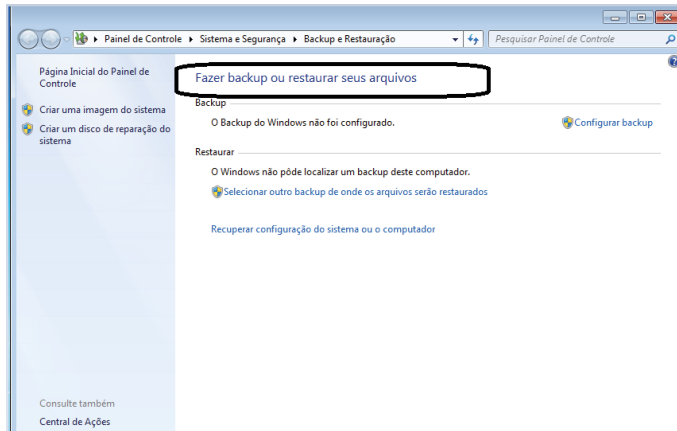 Painel de Controle Sistema e Segurança Backup e Restauração Pesquisar Painel de Controle
Página Inicial do Painel de
Controle
Criar uma imagem do sistema
Criar um disco de reparação do
sistema
Fazer backup ou restaurar seus arquivos
Backup
O Backup do Windows não foi configurado. Configurar backup
Restaurar
O Windows não pôde localizar um backup deste computador.
Selecionar outro backup de onde os arquivos serão restaurados
Recuperar configuração do sistema ou o computador
Consulte também
Central de Ações